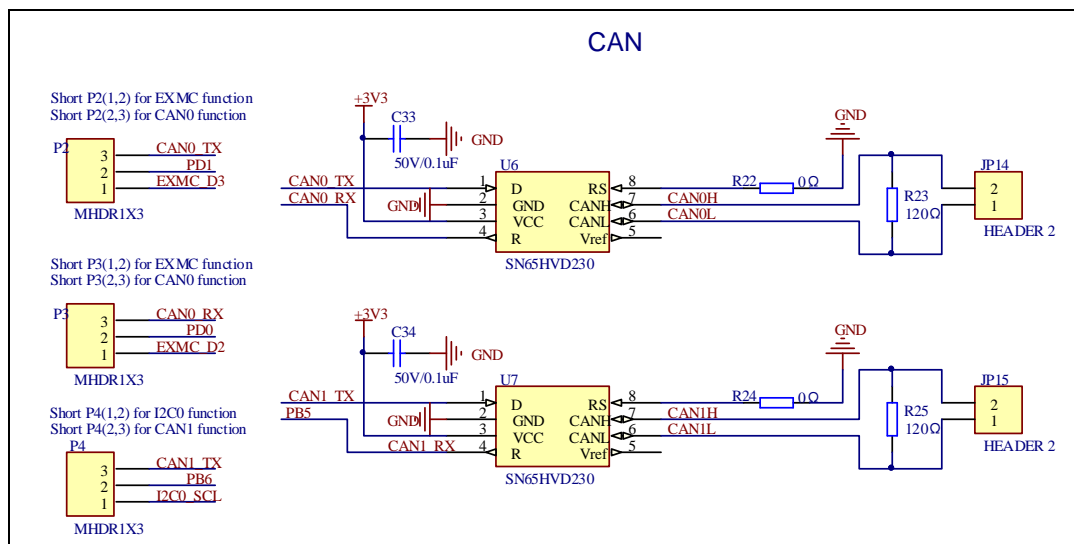 CAN
Short P2(1,2) for EXMC function
Short P2(2,3) for CAN0 function
P2
3 CAN0_TX
2 PD1
1 EXMC_D3
MHDR1X3
Short P3(1,2) for EXMC function
Short P3(2,3) for CAN0 function
P3
3 CAN0_RX
2 PD0
1 EXMC_D2
MHDR1X3
Short P4(1,2) for I2C0 function
Short P4(2,3) for CAN1 function
P4
3 CAN1_TX
2 PB6
1 I2C0_SCL
MHDR1X3
+3V3
C33
GND
50V/0.1uF
U6
CAN0_TX 1 D RS 8 R22 0Ω
CAN0_RX GND 2 GND CANH 7 CAN0H
3 VCC CANL 6 CAN0L
4 R Vref 5
SN65HVD230
GND
R23
120Ω
JP14
2
1
HEADER 2
+3V3
C34
GND
50V/0.1uF
U7
CAN1_TX 1 D RS 8 R24 0Ω
PB5 GND 2 GND CANH 7 CAN1H
3 VCC CANL 6 CAN1L
CAN1_RX 4 R Vref 5
SN65HVD230
GND
R25
120Ω
JP15
2
1
HEADER 2